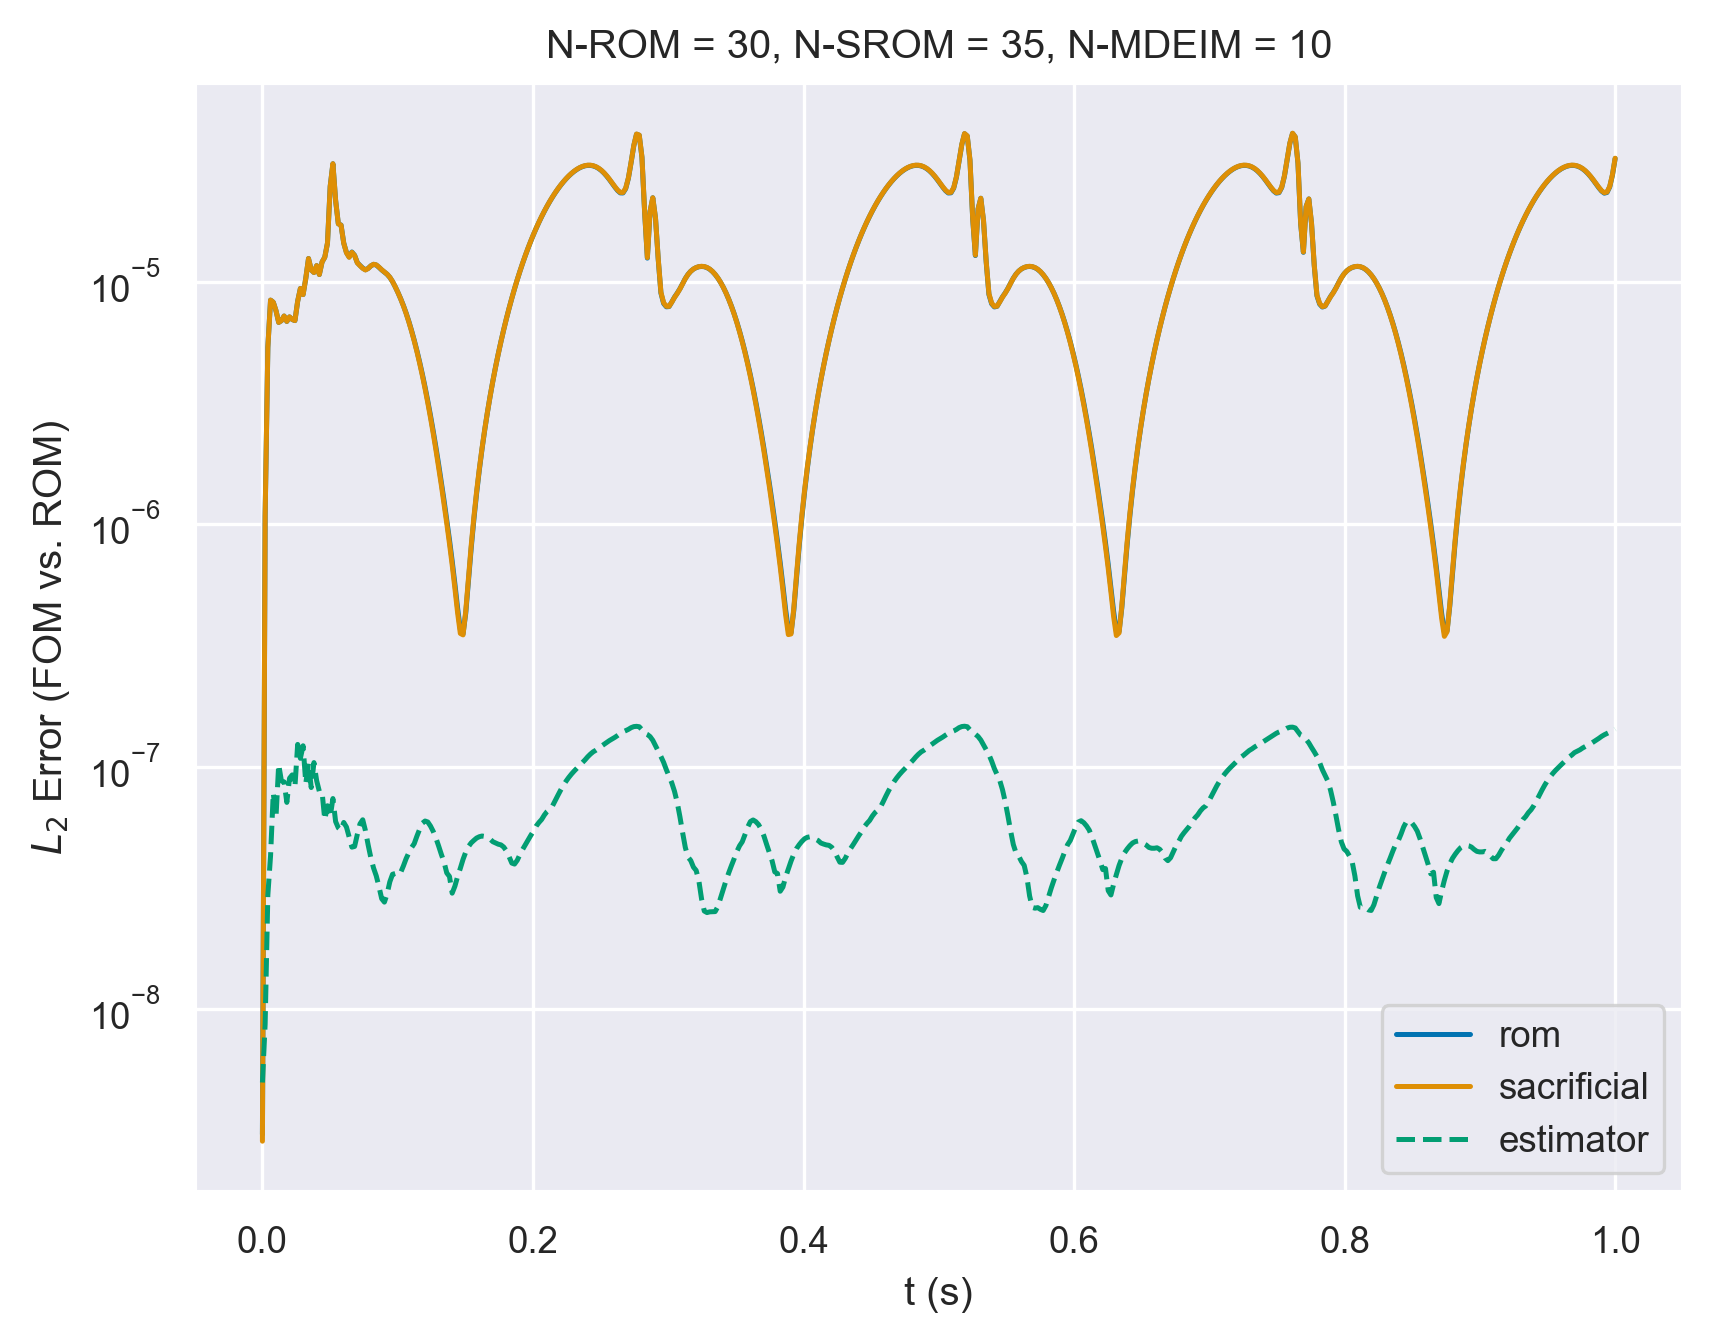 N-ROM = 30, N-SROM = 35, N-MDEIM = 10
L₂ Error (FOM vs. ROM)
10⁻⁵
10⁻⁶
10⁻⁷
10⁻⁸
rom
sacrificial
estimator
0.0 0.2 0.4 0.6 0.8 1.0
t (s)